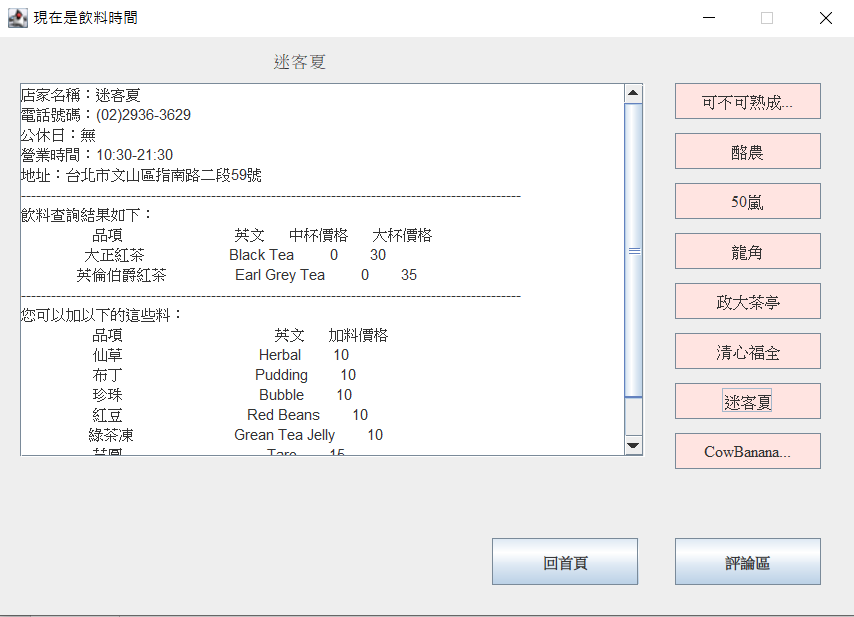 現在是飲料時間
迷客夏
店家名稱：迷客夏
電話號碼：(02)2936-3629
公休日：無
營業時間：10:30-21:30
地址：台北市文山區指南路二段59號
飲料查詢結果如下：
品項 英文 中杯價格 大杯價格
大正紅茶 Black Tea 0 30
英倫伯爵紅茶 Earl Grey Tea 0 35
您可以加以下的這些料：
品項 英文 加料價格
仙草 Herbal 10
布丁 Pudding 10
珍珠 Bubble 10
紅豆 Red Beans 10
綠茶凍 Grean Tea Jelly 10
Taro 15
可不可熟成...
酪農
50嵐
龍角
政大茶亭
清心福全
迷客夏
CowBanana...
回首頁
評論區